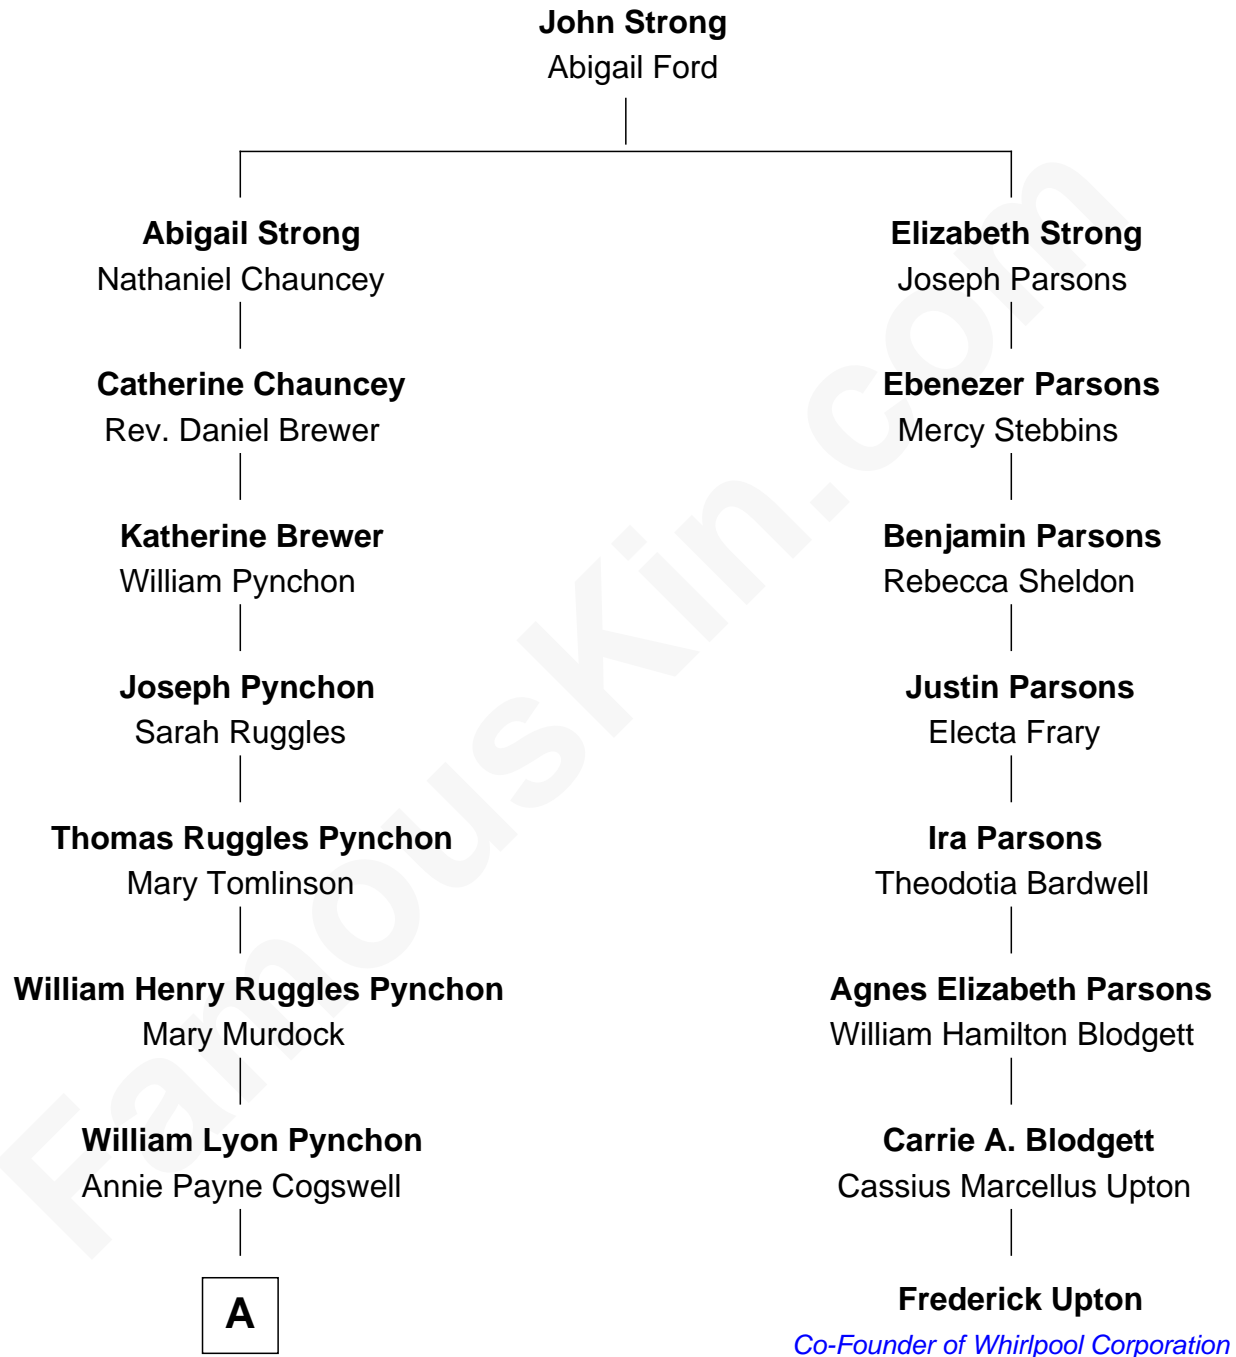 John Strong
Abigail Ford
Abigail Strong
Nathaniel Chauncey
Elizabeth Strong
Joseph Parsons
Catherine Chauncey
Rev. Daniel Brewer
Ebenezer Parsons
Mercy Stebbins
Katherine Brewer
William Pynchon
Benjamin Parsons
Rebecca Sheldon
Joseph Pynchon
Sarah Ruggles
Justin Parsons
Electa Frary
Thomas Ruggles Pynchon
Mary Tomlinson
Ira Parsons
Theodotia Bardwell
William Henry Ruggles Pynchon
Mary Murdock
Agnes Elizabeth Parsons
William Hamilton Blodgett
William Lyon Pynchon
Annie Payne Cogswell
Carrie A. Blodgett
Cassius Marcellus Upton
A
Frederick Upton
Co-Founder of Whirlpool Corporation
FamousKin.com